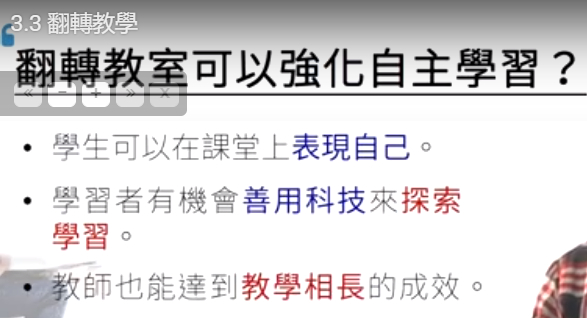 3.3 翻轉教學
翻轉教室可以強化自主學習？
« - + » x
• 學生可以在課堂上表現自己。
• 學習者有機會善用科技來探索
學習。
• 教師也能達到教學相長的成效。